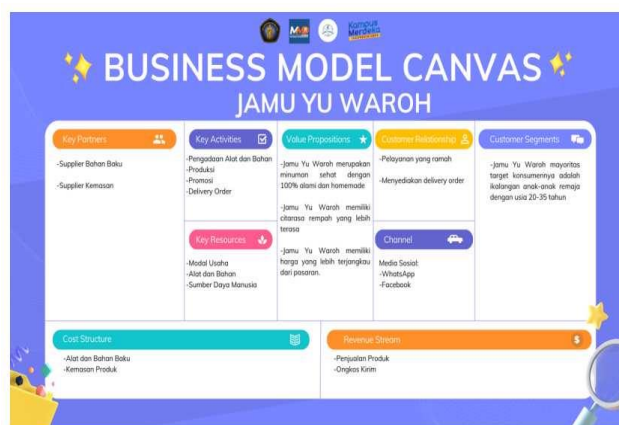 Kampus
Merdeka
BUSINESS MODEL CANVAS
JAMU YU WAROH
Key Partners
-Supplier Bahan Baku
-Supplier Kemasan
Key Activities
-Pengadaan Alat dan Bahan
-Produksi
-Promosi
-Delivery Order
Key Resources
-Modal Usaha
-Alat dan Bahan
-Sumber Daya Manusia
Value Propositions
-Jamu Yu Waroh merupakan
minuman sehat dengan
100% alami dan homemade
-Jamu Yu Waroh memiliki
citarasa rempah yang lebih
terasa
-Jamu Yu Waroh memiliki
harga yang lebih terjangkau
dari pasaran.
Customer Relationship
-Pelayanan yang ramah
-Menyediakan delivery order
Channel
Media Sosial:
-WhatsApp
-Facebook
Customer Segments
-Jamu Yu Waroh mayoritas
target konsumennya adalah
ikalangan anak-anak remaja
dengan usia 20-35 tahun
Cost Structure
-Alat dan Bahan Baku
-Kemasan Produk
Revenue Stream
$
-Penjualan Produk
-Ongkos Kirim